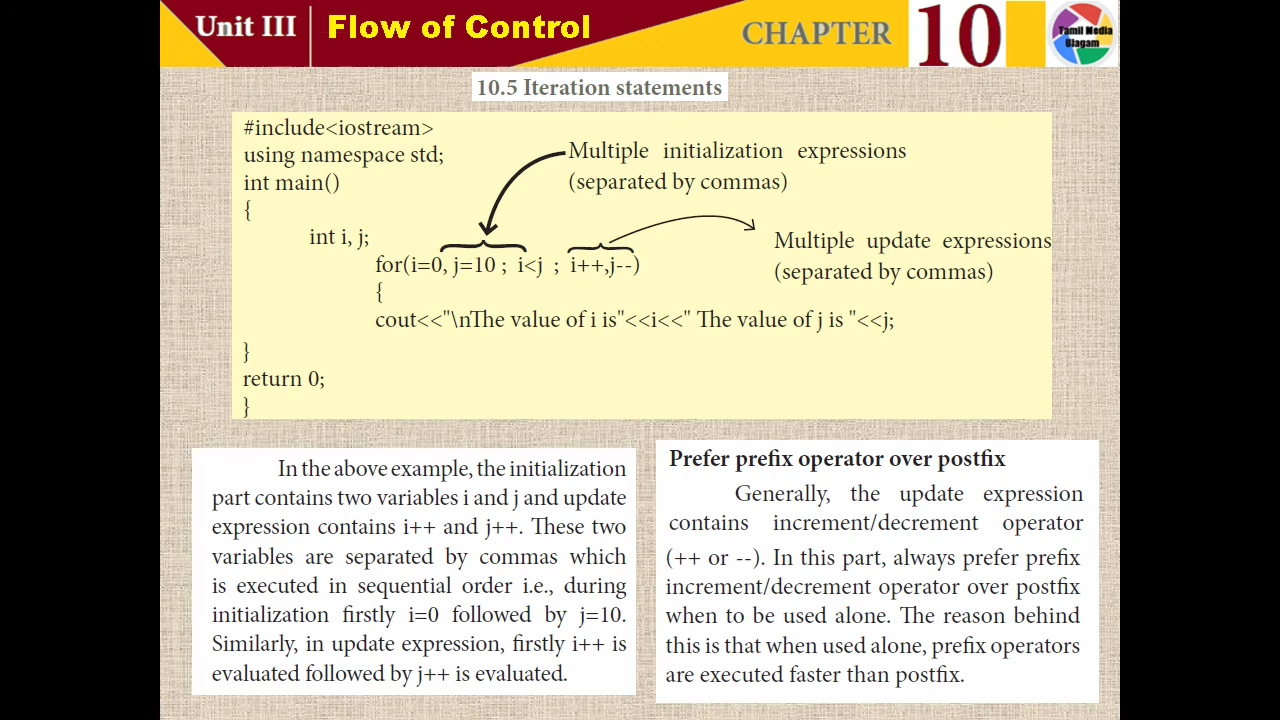 Unit III
Flow of Control
CHAPTER 10
Tamil Media
Ulagam
10.5 Iteration statements
#include<iostream>
using namespace std;
int main()
{
int i, j;
for(i=0, j=10 ; i<j ; i++,j--)
{
cout<<"\nThe value of i is"<<i<<" The value of j is "<<j;
}
return 0;
}
Multiple initialization expressions
(separated by commas)
Multiple update expressions
(separated by commas)
In the above example, the initialization
part contains two variables i and j and update
expression contains i++ and j++. These two
variables are separated by commas which
is executed in sequential order i.e., during
initialization firstly i=0 followed by j=10.
Similarly, in update expression, firstly i++ is
evaluated followed by j++ is evaluated.
Prefer prefix operator over postfix
Generally, the update expression
contains increment/decrement operator
(++ or --). In this part, always prefer prefix
increment/decrement operator over postfix
when to be used alone. The reason behind
this is that when used alone, prefix operators
are executed faster than postfix.